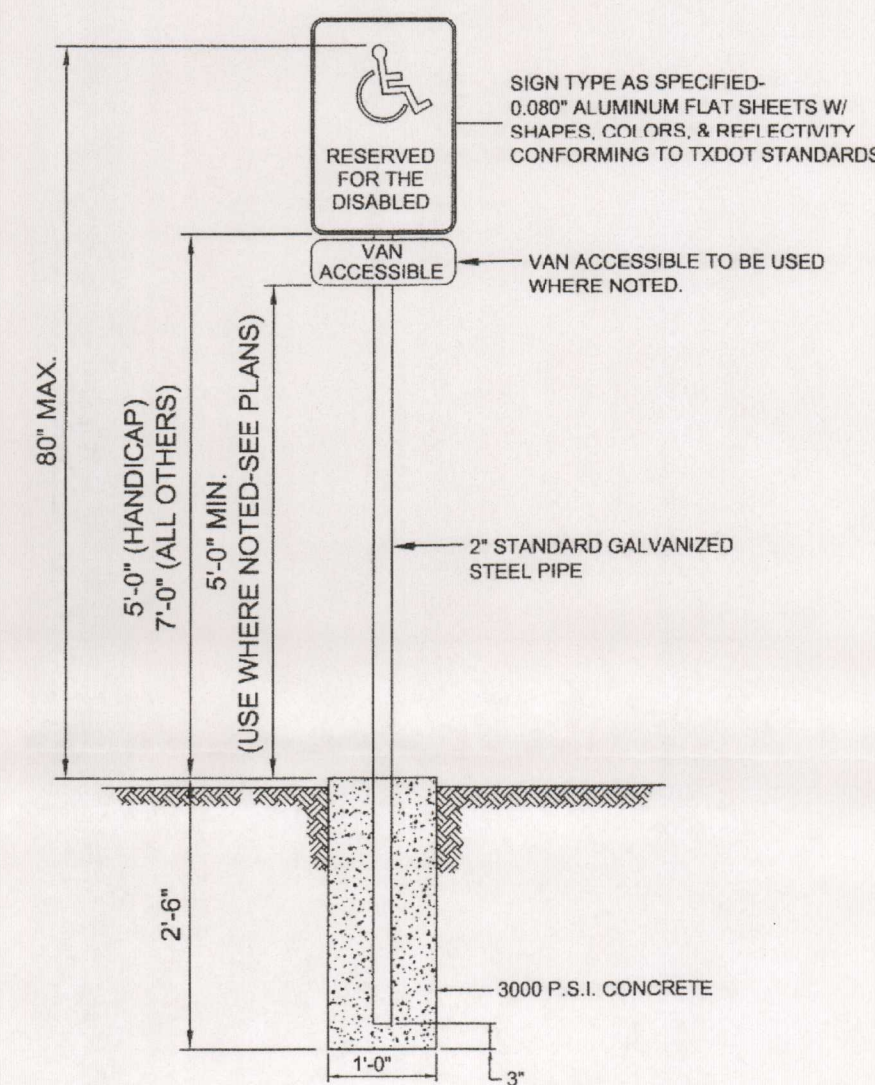 RESERVED
FOR THE
DISABLED
SIGN TYPE AS SPECIFIED-
0.080" ALUMINUM FLAT SHEETS W/
SHAPES, COLORS, & REFLECTIVITY
CONFORMING TO TXDOT STANDARDS
VAN
ACCESSIBLE
VAN ACCESSIBLE TO BE USED
WHERE NOTED.
80" MAX.
5'-0" (HANDICAP)
7'-0" (ALL OTHERS)
5'-0" MIN.
(USE WHERE NOTED-SEE PLANS)
2" STANDARD GALVANIZED
STEEL PIPE
2'-6"
3000 P.S.I. CONCRETE
1'-0"
3"